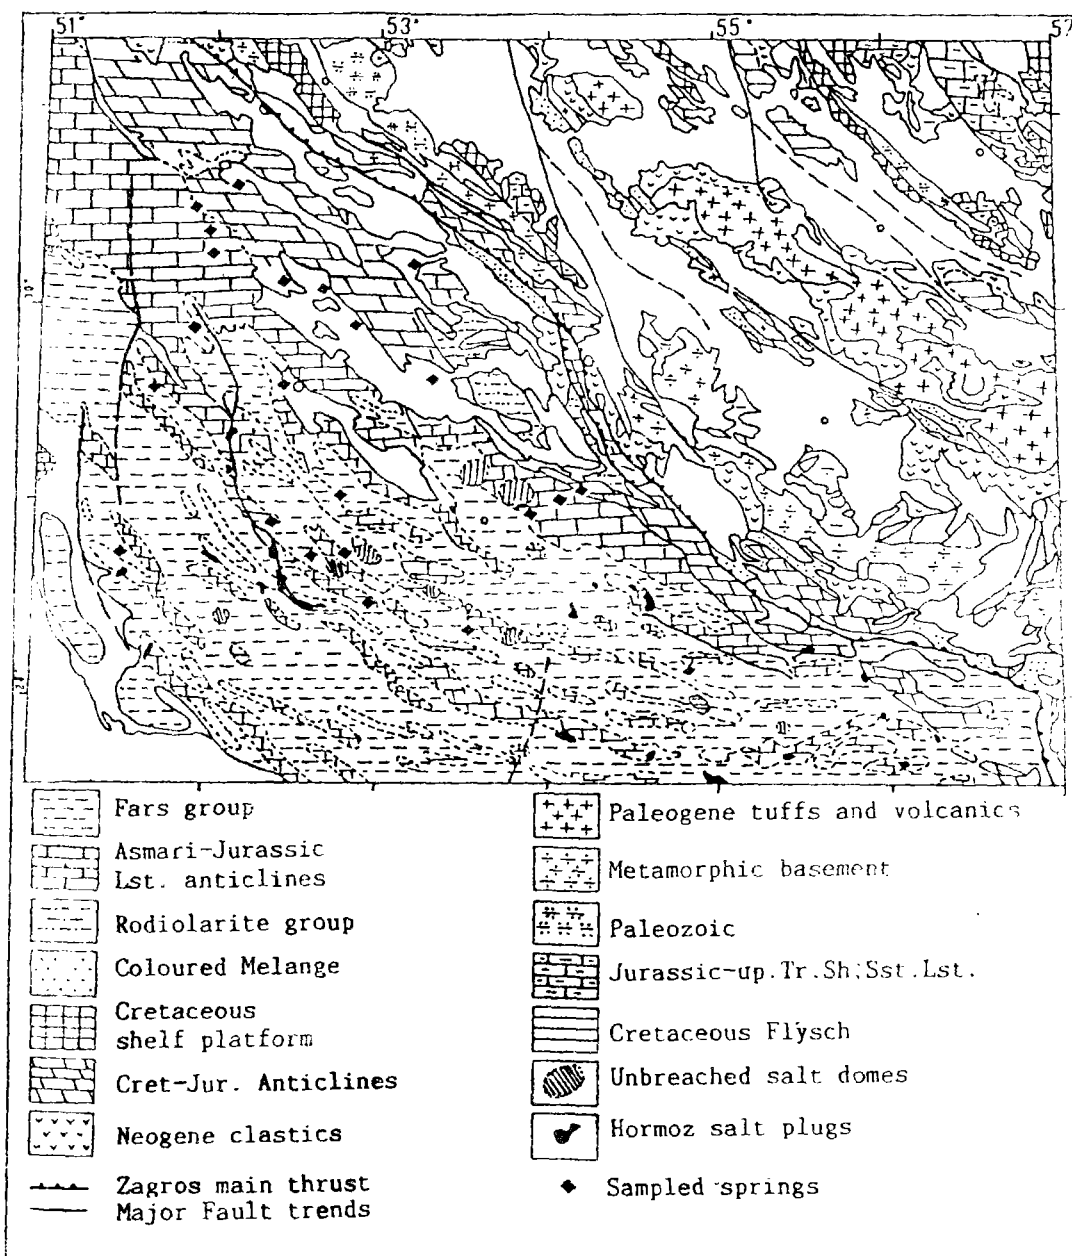 51°
53°
55°
57
30°
28°
Fars group
Asmari-Jurassic
Lst. anticlines
Rodiolarite group
Coloured Melange
Cretaceous
shelf platform
Cret-Jur. Anticlines
Neogene clastics
Zagros main thrust
Major Fault trends
Paleogene tuffs and volcanics
Metamorphic basement
Paleozoic
Jurassic-up.Tr.Sh;Sst.Lst.
Cretaceous Flysch
Unbreached salt domes
Hormoz salt plugs
Sampled springs